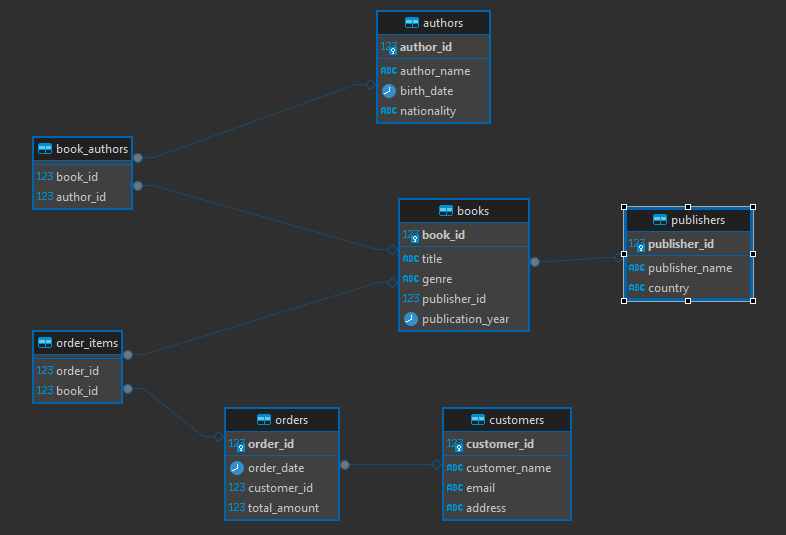 authors
123 author_id
ABC author_name
birth_date
ABC nationality
book_authors
123 book_id
123 author_id
books
123 book_id
ABC title
ABC genre
123 publisher_id
publication_year
publishers
123 publisher_id
ABC publisher_name
ABC country
order_items
123 order_id
123 book_id
orders
123 order_id
order_date
123 customer_id
123 total_amount
customers
123 customer_id
ABC customer_name
ABC email
ABC address